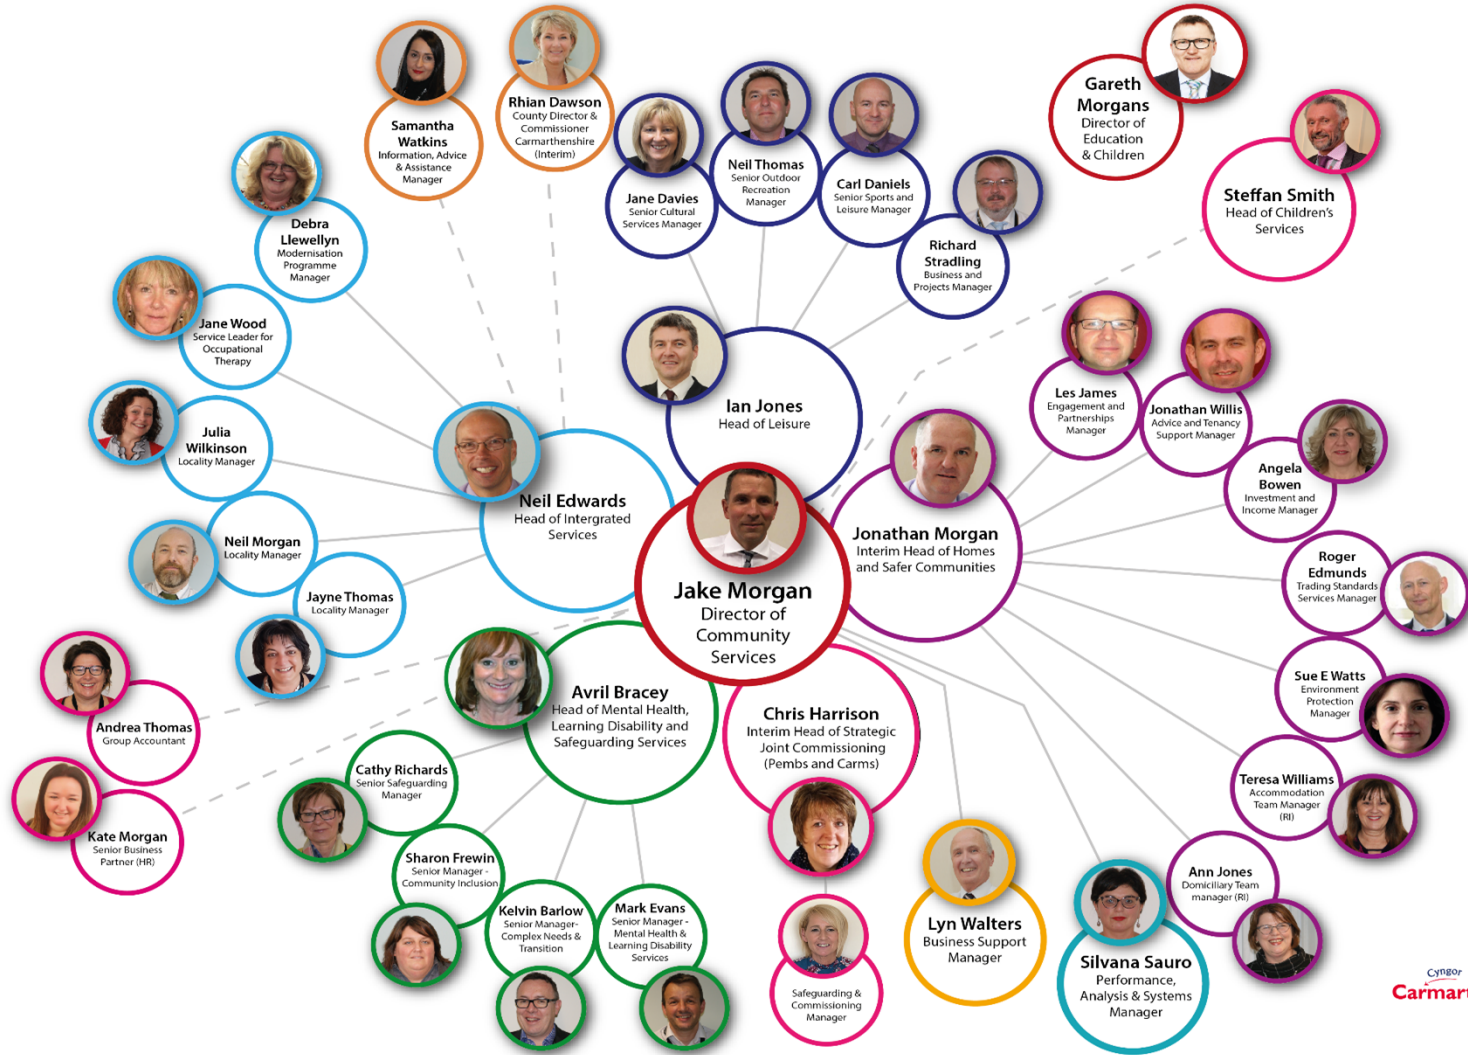 Samantha
Watkins
Information, Advice
& Assistance
Manager
Rhian Dawson
County Director &
Commissioner
Carmarthenshire
(Interim)
Debra
Llewellyn
Modernisation
Programme
Manager
Jane Wood
Service Leader for
Occupational
Therapy
Julia
Wilkinson
Locality Manager
Neil Morgan
Locality Manager
Jayne Thomas
Locality Manager
Neil Edwards
Head of Intergrated
Services
Jane Davies
Senior Cultural
Services Manager
Neil Thomas
Senior Outdoor
Recreation
Manager
Carl Daniels
Senior Sports and
Leisure Manager
Richard
Stradling
Business and
Projects Manager
Ian Jones
Head of Leisure
Gareth
Morgans
Director of
Education
& Children
Steffan Smith
Head of Children's
Services
Les James
Engagement and
Partnerships
Manager
Jonathan Willis
Advice and Tenancy
Support Manager
Angela
Bowen
Investment and
Income Manager
Roger
Edmunds
Trading Standards
Services Manager
Sue E Watts
Environment
Protection
Manager
Teresa Williams
Accommodation
Team Manager
(RI)
Ann Jones
Domiciliary Team
manager (RI)
Jonathan Morgan
Interim Head of Homes
and Safer Communities
Jake Morgan
Director of
Community
Services
Andrea Thomas
Group Accountant
Kate Morgan
Senior Business
Partner (HR)
Avril Bracey
Head of Mental Health,
Learning Disability and
Safeguarding Services
Cathy Richards
Senior Safeguarding
Manager
Sharon Frewin
Senior Manager -
Community Inclusion
Kelvin Barlow
Senior Manager-
Complex Needs &
Transition
Mark Evans
Senior Manager -
Mental Health &
Learning Disability
Services
Chris Harrison
Interim Head of Strategic
Joint Commissioning
(Pembs and Carms)
Safeguarding &
Commissioning
Manager
Lyn Walters
Business Support
Manager
Silvana Sauro
Performance,
Analysis & Systems
Manager
Cyngor